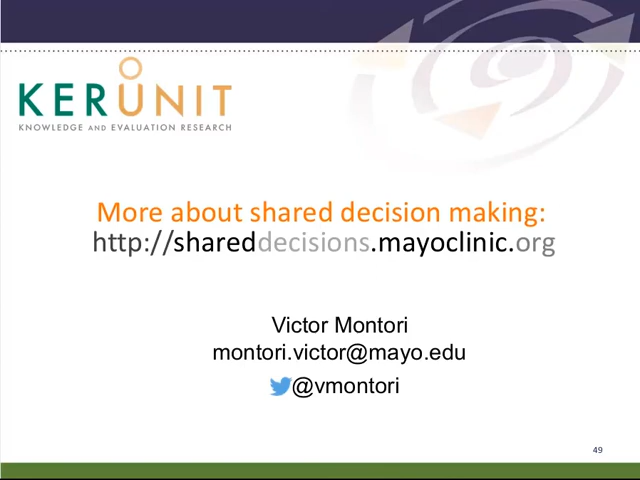 KERUNIT
KNOWLEDGE AND EVALUATION RESEARCH
More about shared decision making:
http://shareddecisions.mayoclinic.org
Victor Montori
montori.victor@mayo.edu
@vmontori
49